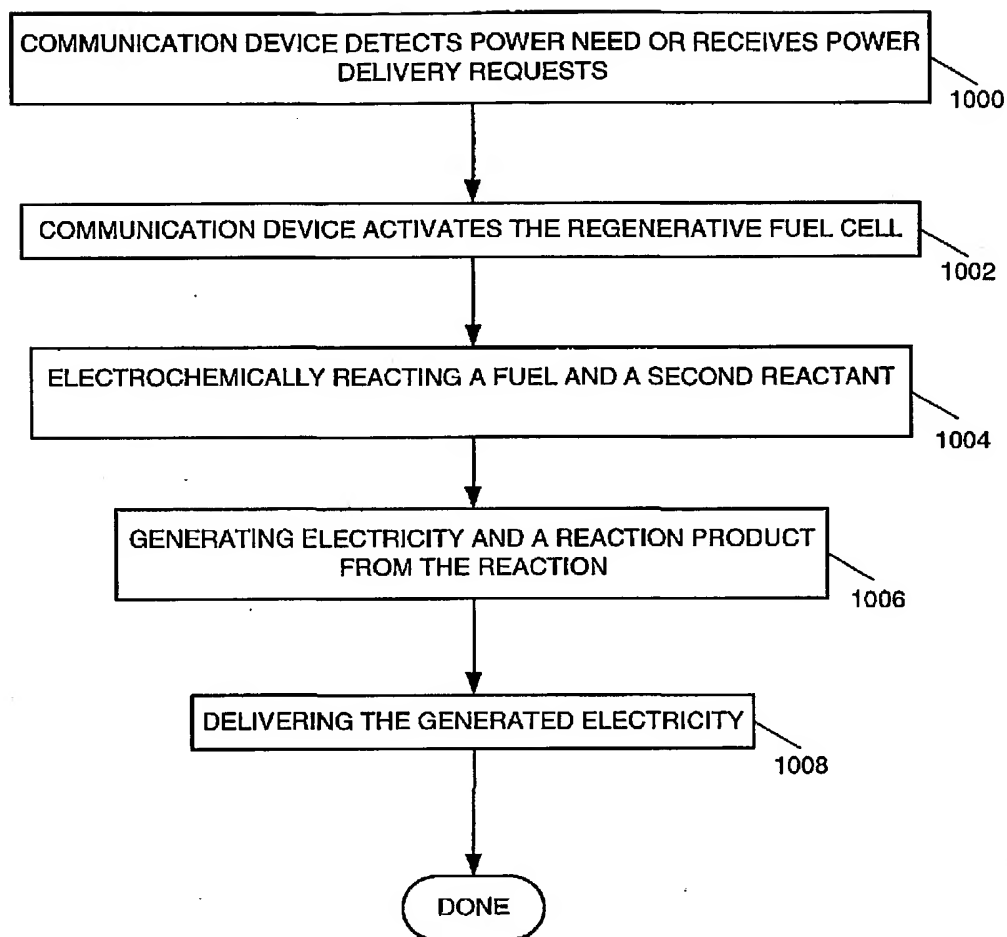 COMMUNICATION DEVICE DETECTS POWER NEED OR RECEIVES POWER
DELIVERY REQUESTS
1000
COMMUNICATION DEVICE ACTIVATES THE REGENERATIVE FUEL CELL
1002
ELECTROCHEMICALLY REACTING A FUEL AND A SECOND REACTANT
1004
GENERATING ELECTRICITY AND A REACTION PRODUCT
FROM THE REACTION
1006
DELIVERING THE GENERATED ELECTRICITY
1008
DONE